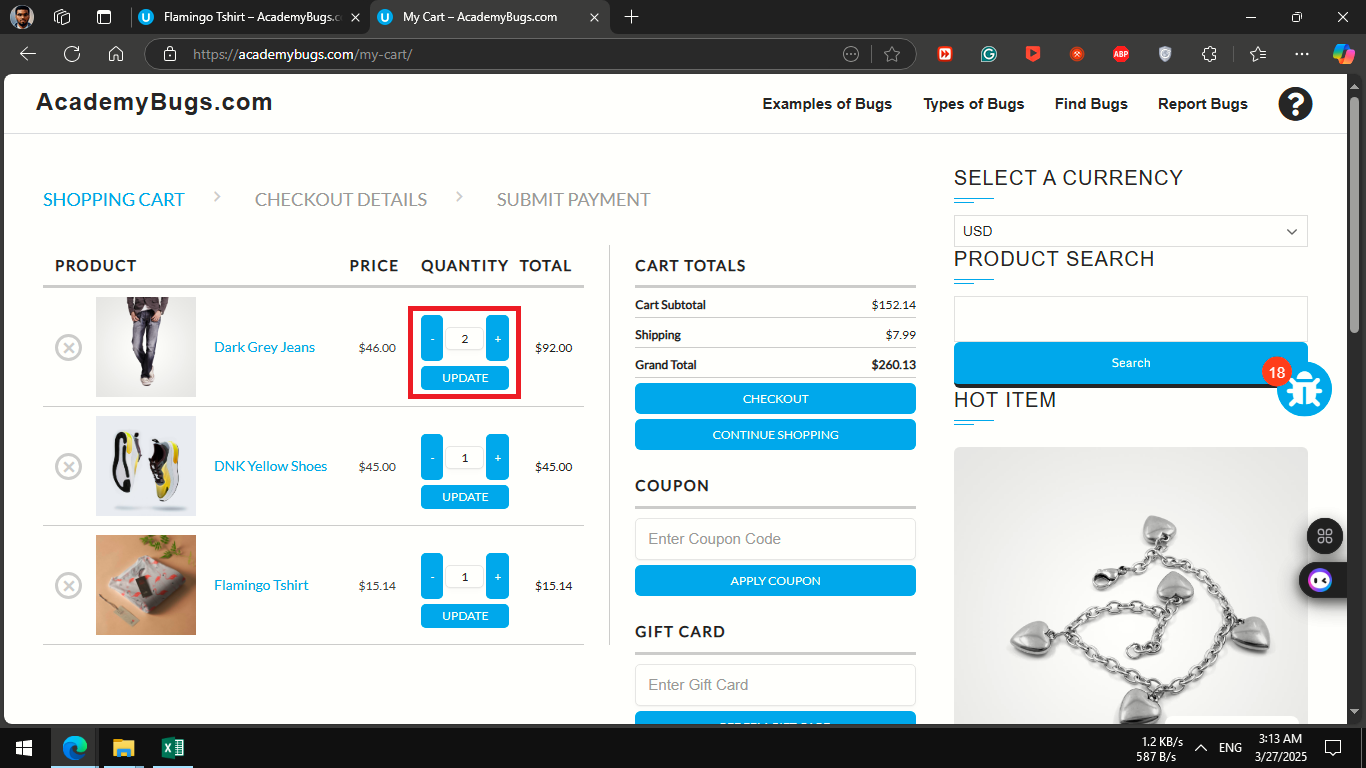 Flamingo Tshirt – AcademyBugs.c
My Cart – AcademyBugs.com
https://academybugs.com/my-cart/
ABP
AcademyBugs.com
Examples of Bugs
Types of Bugs
Find Bugs
Report Bugs
?
SHOPPING CART
CHECKOUT DETAILS
SUBMIT PAYMENT
PRODUCT PRICE QUANTITY TOTAL
Dark Grey Jeans $46.00 - 2 + $92.00
UPDATE
DNK Yellow Shoes $45.00 - 1 + $45.00
UPDATE
Flamingo Tshirt $15.14 - 1 + $15.14
UPDATE
CART TOTALS
Cart Subtotal $152.14
Shipping $7.99
Grand Total $260.13
CHECKOUT
CONTINUE SHOPPING
COUPON
Enter Coupon Code
APPLY COUPON
GIFT CARD
Enter Gift Card
SELECT A CURRENCY
USD
PRODUCT SEARCH
Search
18
HOT ITEM
1.2 KB/s
587 B/s
ENG
3:13 AM
3/27/2025